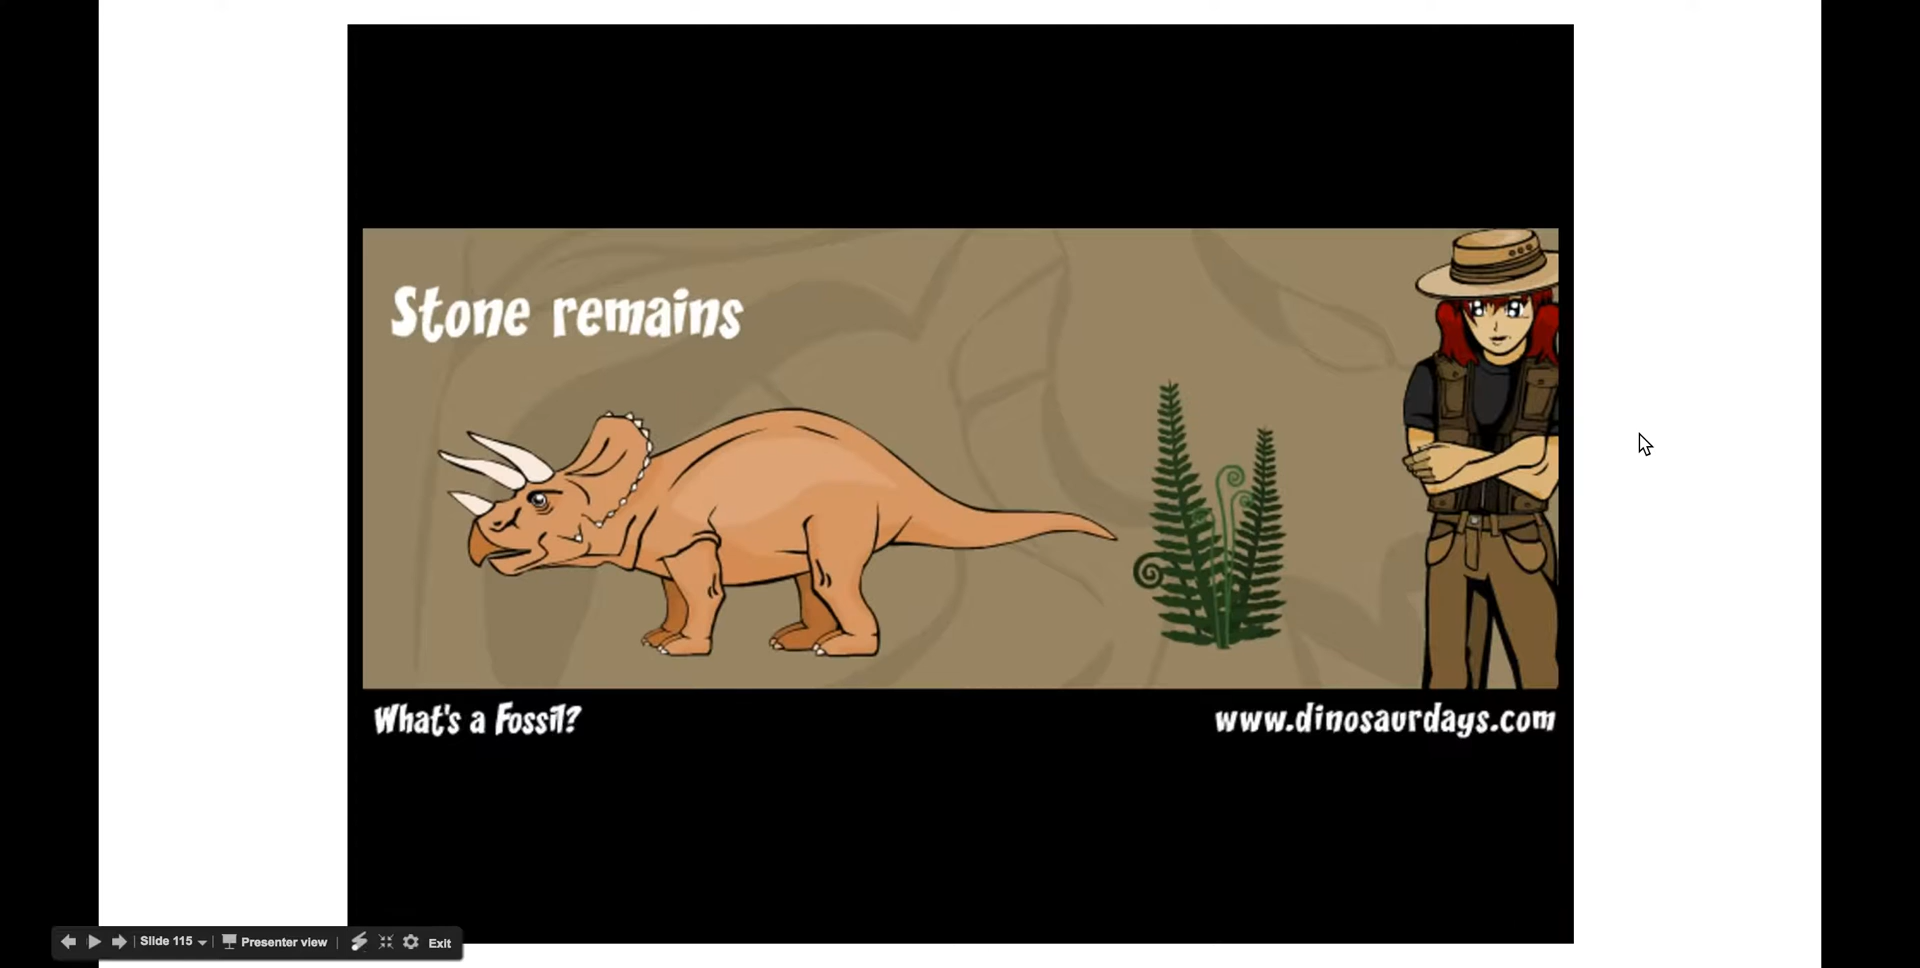 Stone remains
What's a Fossil?
www.dinosaurdays.com
Slide 115
Presenter view
Exit